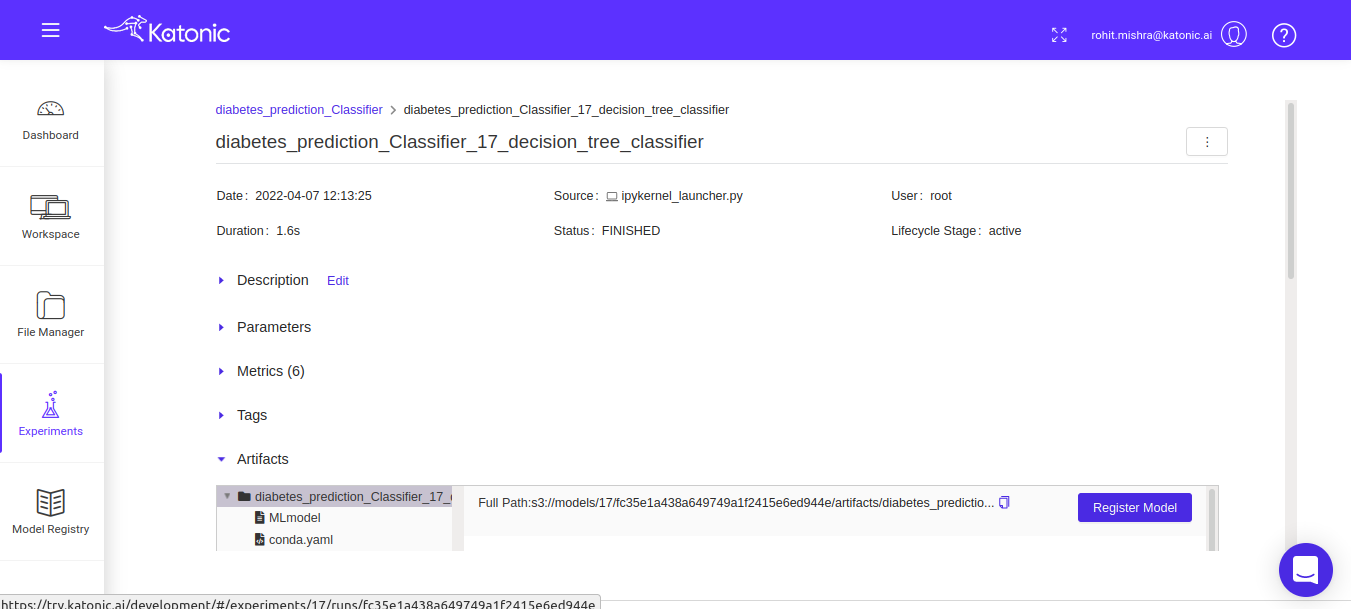 Katonic
rohit.mishra@katonic.ai
?
Dashboard
Workspace
File Manager
Experiments
Model Registry
diabetes_prediction_Classifier > diabetes_prediction_Classifier_17_decision_tree_classifier
diabetes_prediction_Classifier_17_decision_tree_classifier
Date: 2022-04-07 12:13:25 Source: ipykernel_launcher.py User: root
Duration: 1.6s Status: FINISHED Lifecycle Stage: active
Description Edit
Parameters
Metrics (6)
Tags
Artifacts
diabetes_prediction_Classifier_17_
MLmodel
conda.yaml
Full Path:s3://models/17/fc35e1a438a649749a1f2415e6ed944e/artifacts/diabetes_predictio...
Register Model
https://try.katonic.ai/development/#/experiments/17/runs/fc35e1a438a649749a1f2415e6ed944e